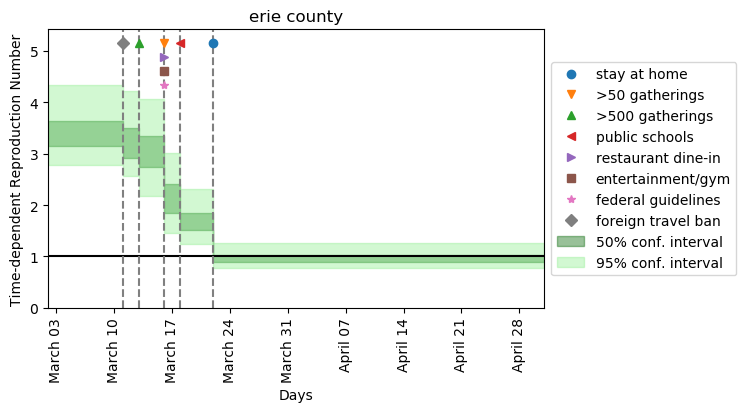 erie county
Time-dependent Reproduction Number
5
4
3
2
1
0
March 03
March 10
March 17
March 24
March 31
April 07
April 14
April 21
April 28
Days
stay at home
>50 gatherings
>500 gatherings
public schools
restaurant dine-in
entertainment/gym
federal guidelines
foreign travel ban
50% conf. interval
95% conf. interval